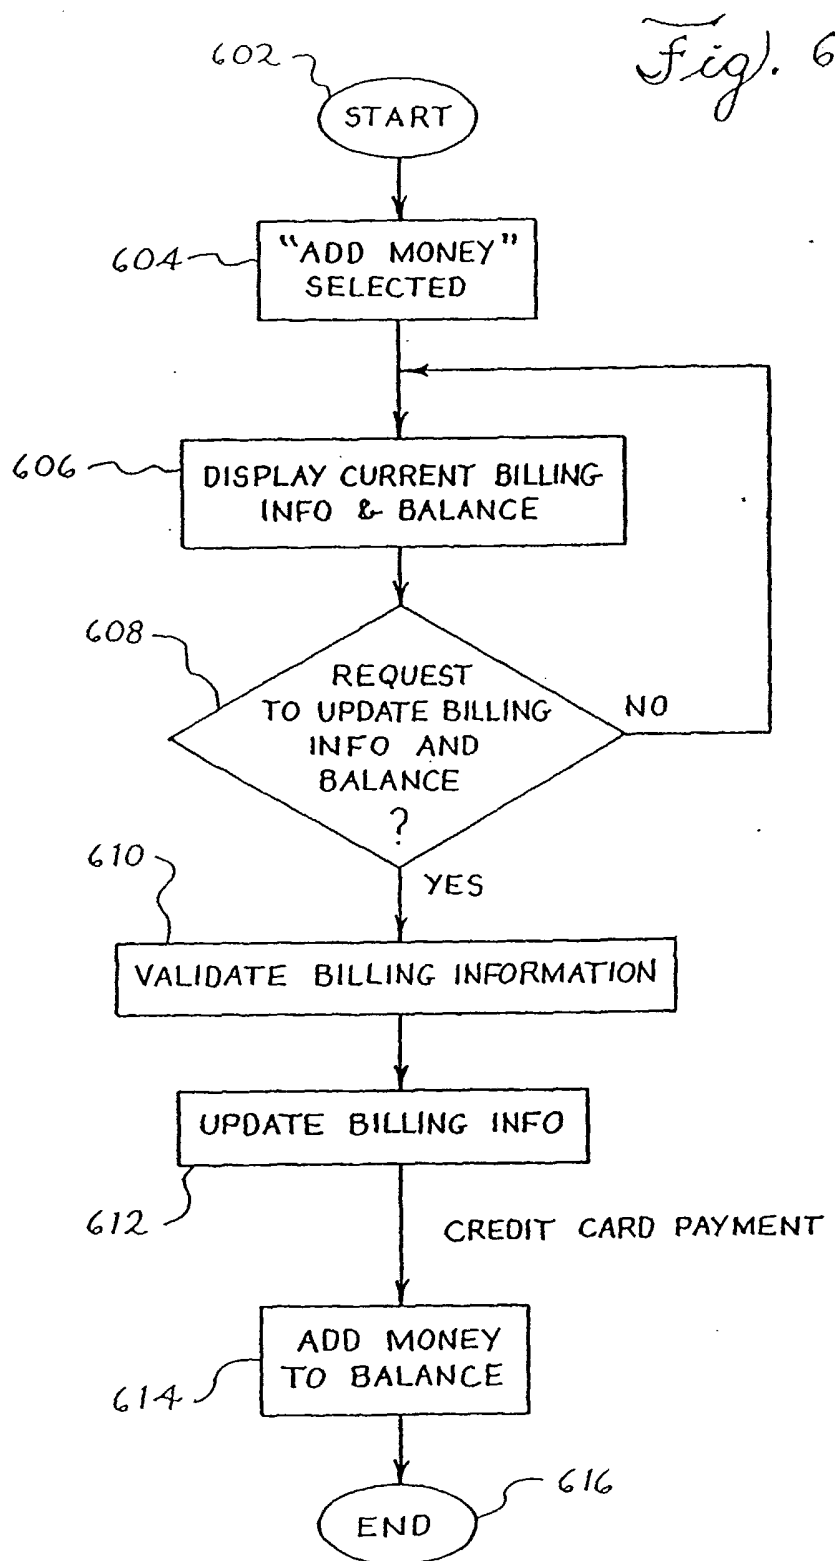 Fig. 6
602
START
604
"ADD MONEY"
SELECTED
606
DISPLAY CURRENT BILLING
INFO & BALANCE
608
REQUEST
TO UPDATE BILLING
INFO AND
BALANCE
?
NO
610
YES
VALIDATE BILLING INFORMATION
UPDATE BILLING INFO
612
CREDIT CARD PAYMENT
ADD MONEY
TO BALANCE
614
616
END